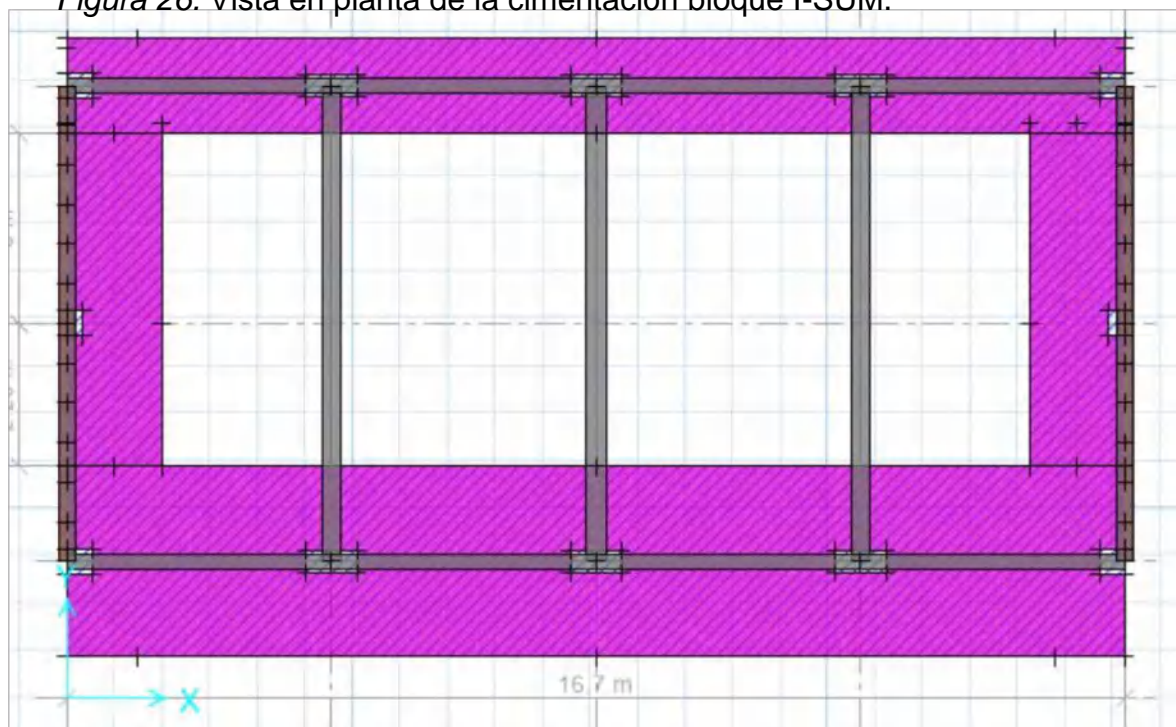 Figura 26. Vista en planta de la cimentación bloque I-SUM.
Y
X
16.7 m